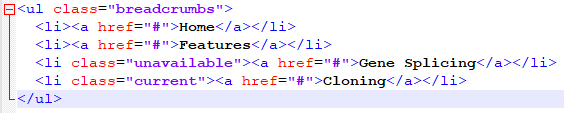 <ul class="breadcrumbs">
<li><a href="#">Home</a></li>
<li><a href="#">Features</a></li>
<li class="unavailable"><a href="#">Gene Splicing</a></li>
<li class="current"><a href="#">Cloning</a></li>
</ul>